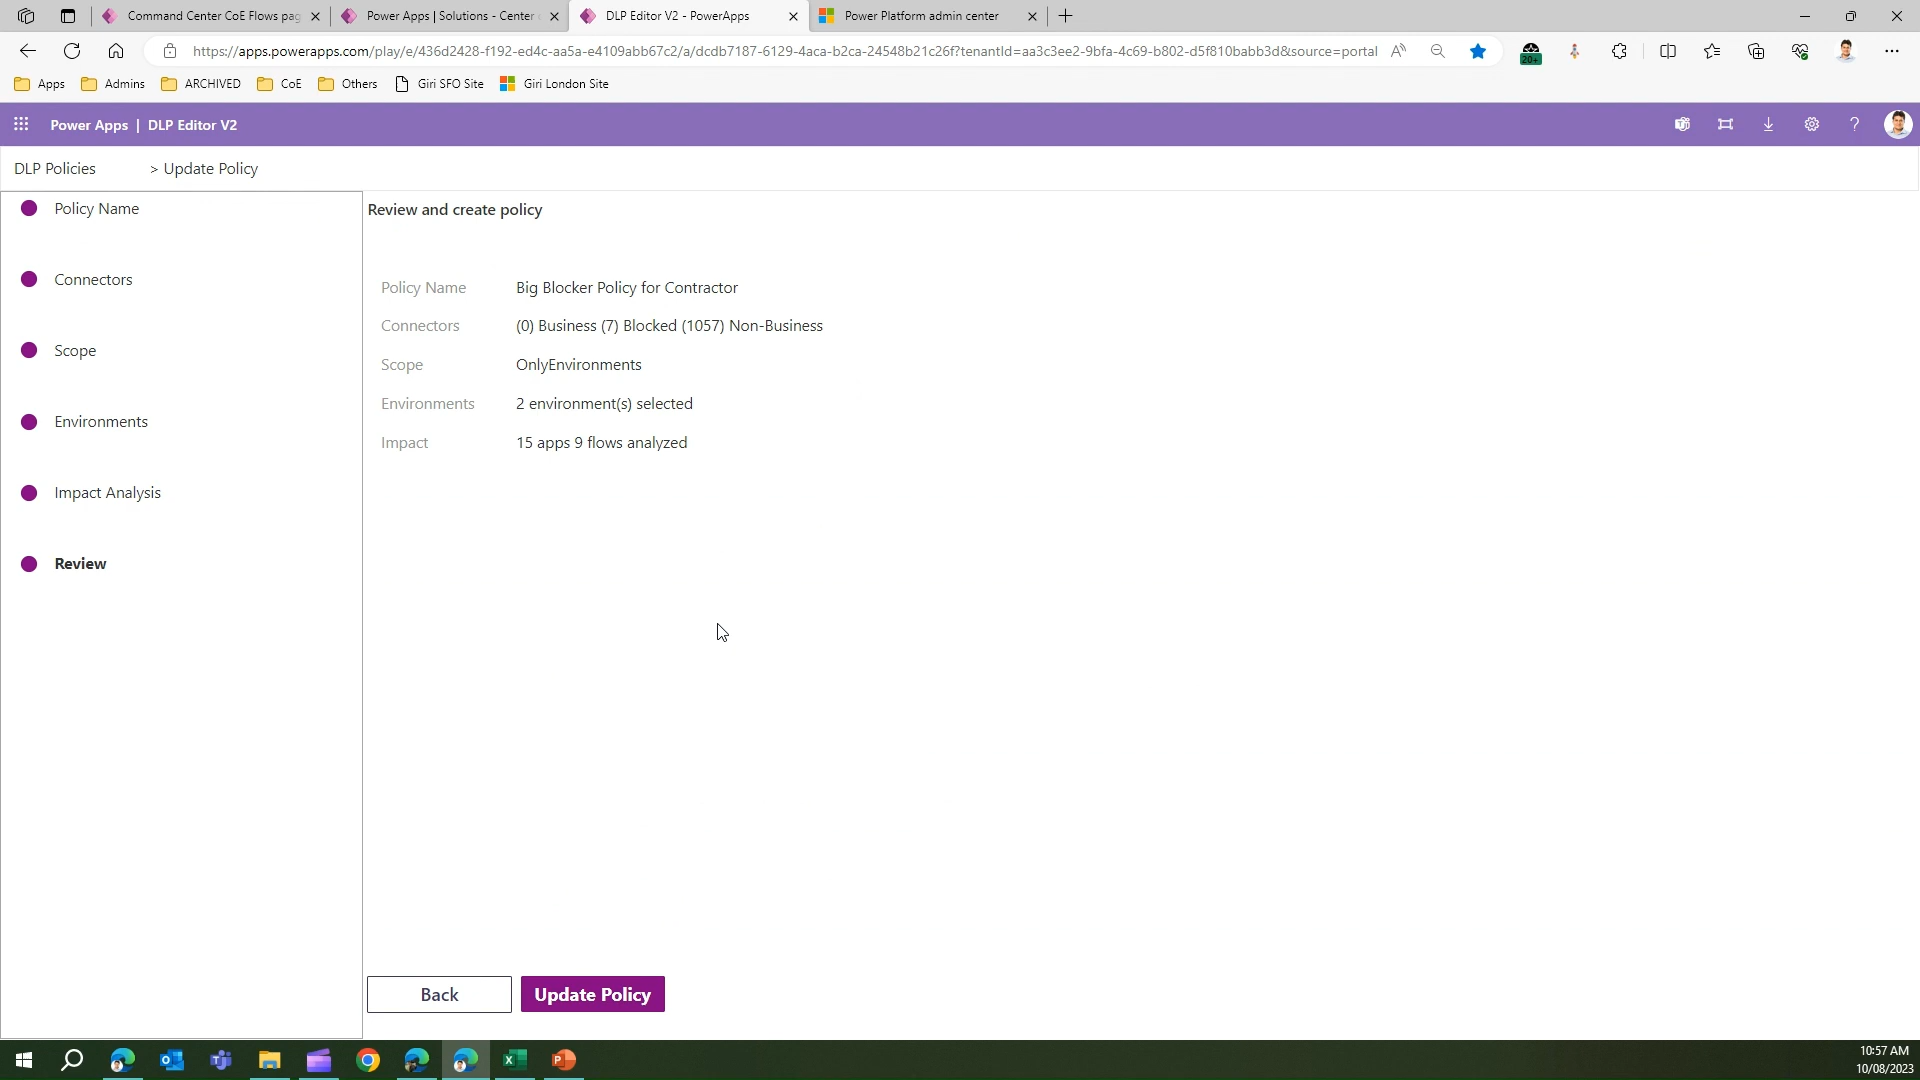 Command Center CoE Flows pag
Power Apps | Solutions - Center
DLP Editor V2 - PowerApps
Power Platform admin center
https://apps.powerapps.com/play/e/436d2428-f192-ed4c-aa5a-e4109abb67c2/a/dcdb7187-6129-4aca-b2ca-24548b21c26f?tenantId=aa3c3ee2-9bfa-4c69-b802-d5f810babb3d&source=portal
20+
Apps
Admins
ARCHIVED
CoE
Others
Giri SFO Site
Giri London Site
Power Apps | DLP Editor V2
DLP Policies > Update Policy
Policy Name
Connectors
Scope
Environments
Impact Analysis
Review
Review and create policy
Policy Name Big Blocker Policy for Contractor
Connectors (0) Business (7) Blocked (1057) Non-Business
Scope OnlyEnvironments
Environments 2 environment(s) selected
Impact 15 apps 9 flows analyzed
Back
Update Policy
10:57 AM
10/08/2023